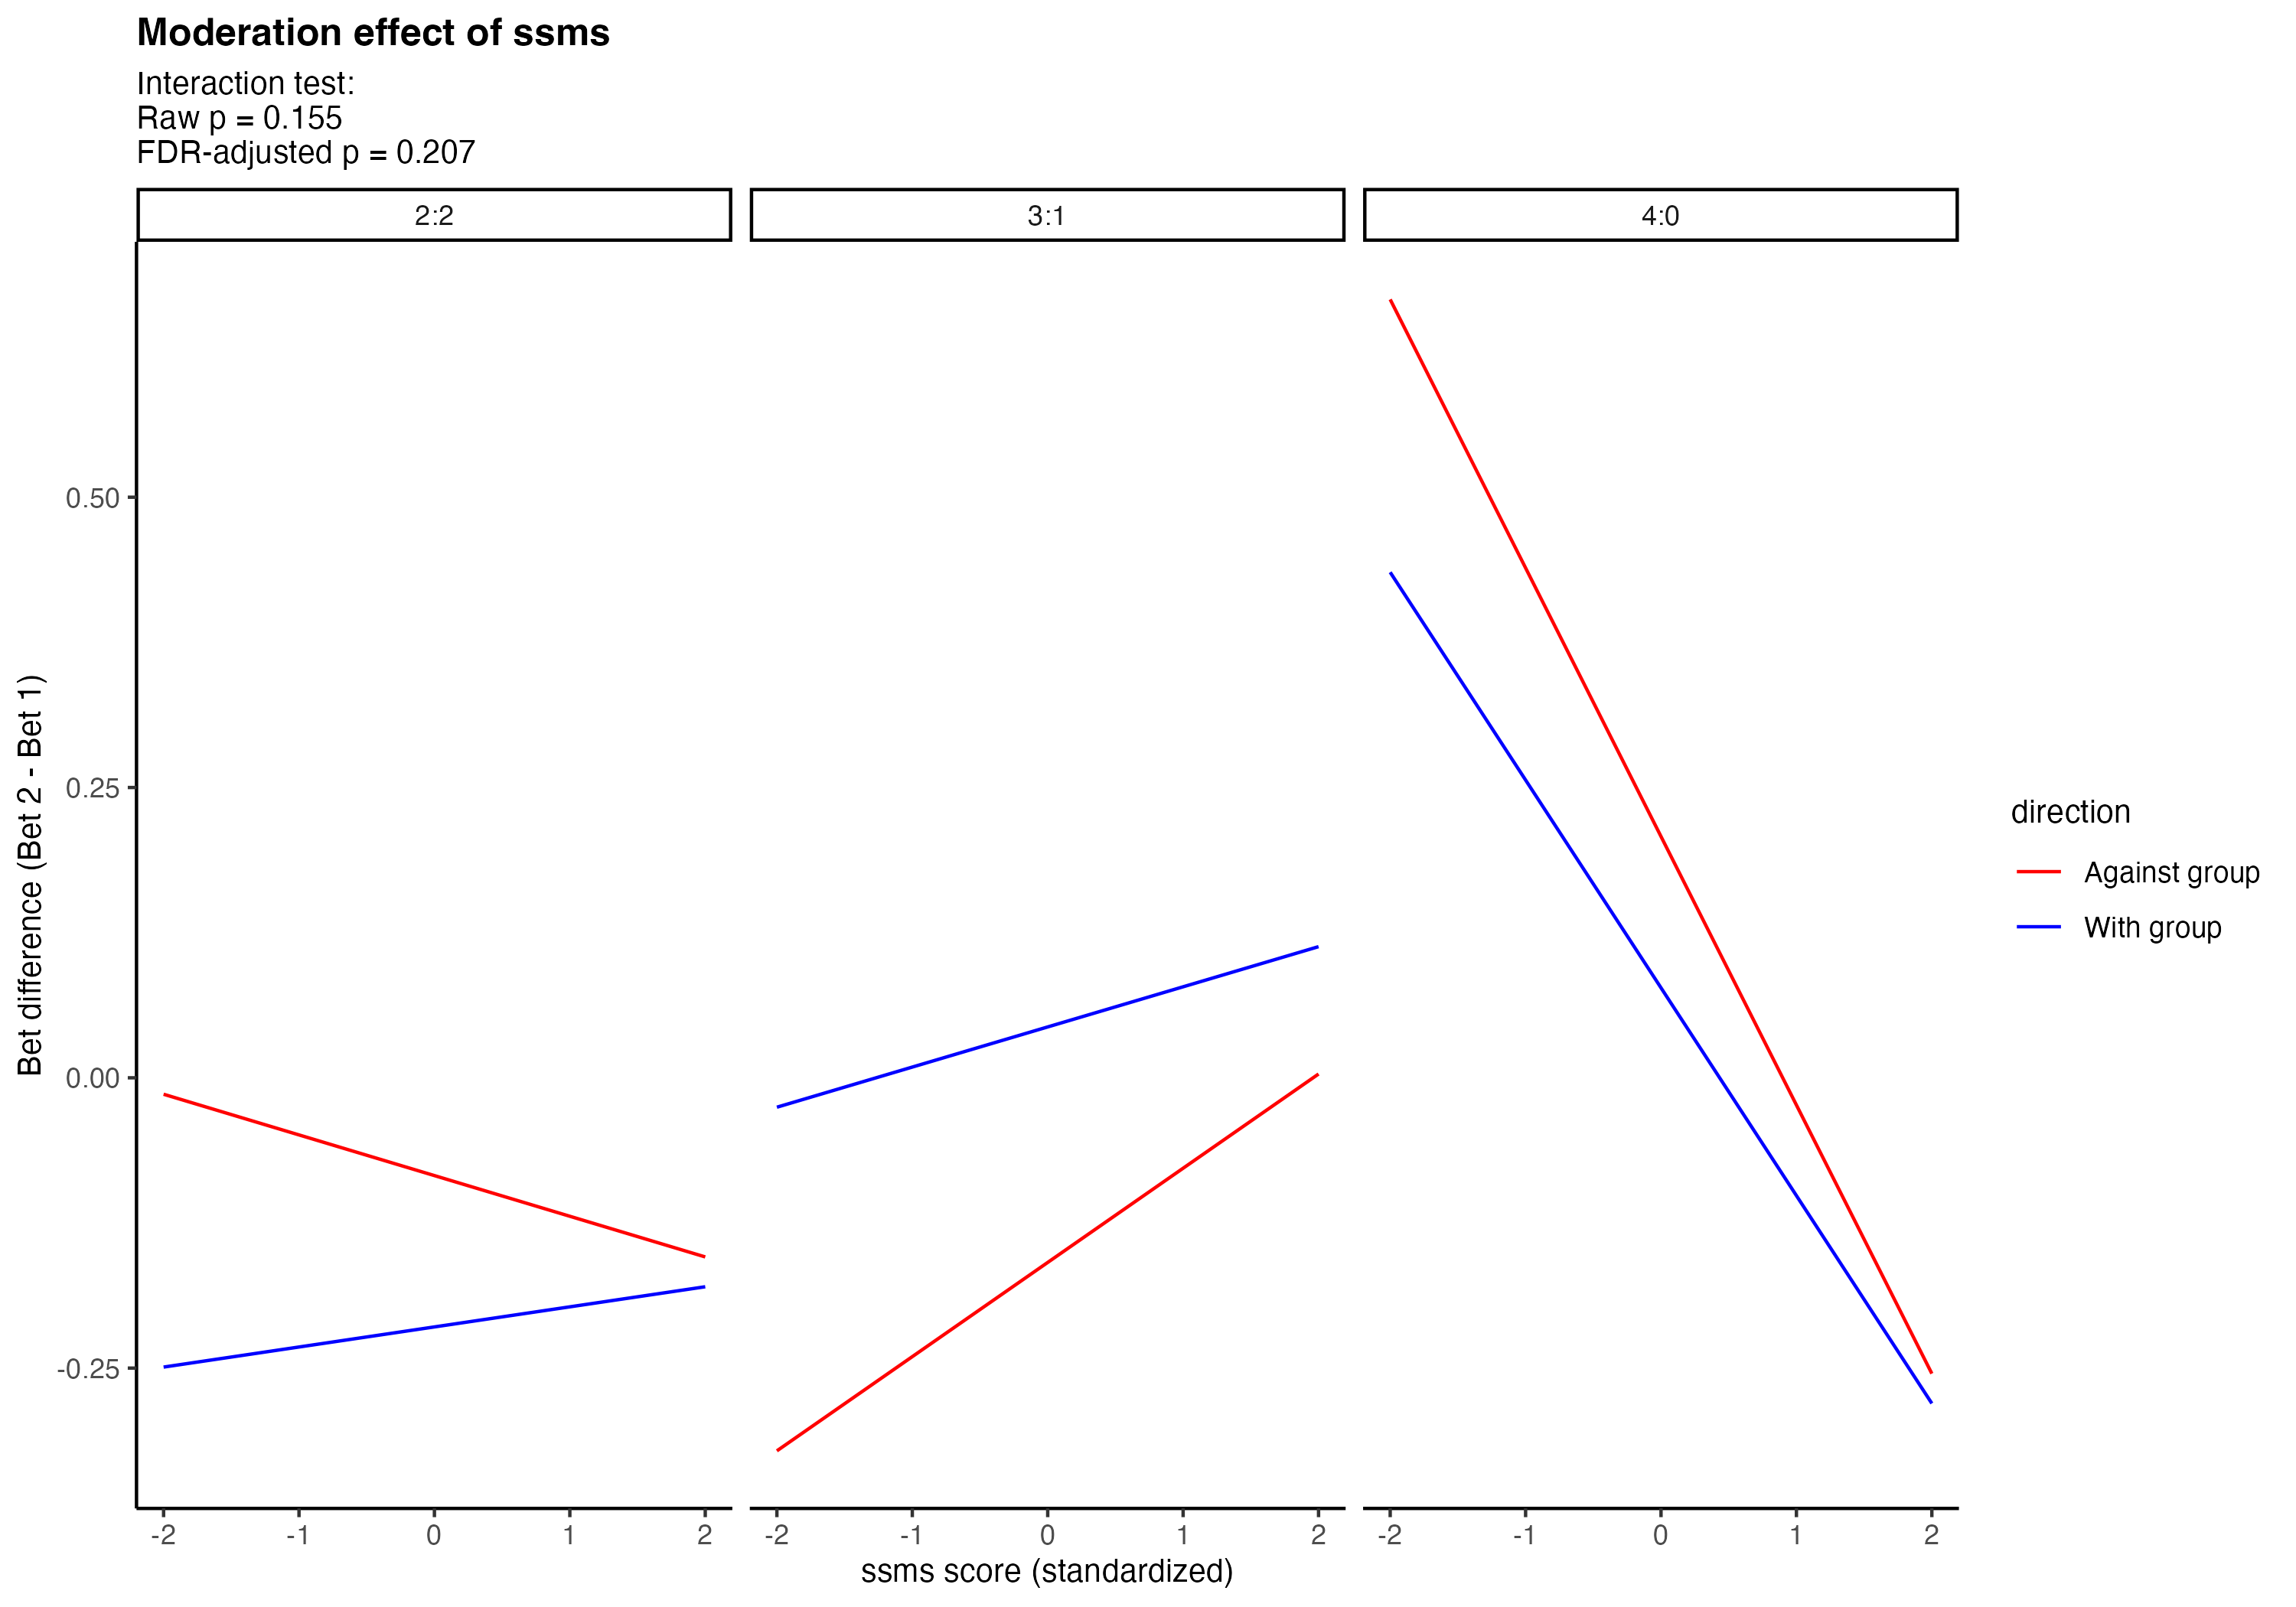 Moderation effect of ssms
Interaction test:
Raw p = 0.155
FDR-adjusted p = 0.207
2:2
3:1
4:0
Bet difference (Bet 2 - Bet 1)
0.50
0.25
0.00
-0.25
-2 -1 0 1 2
-2 -1 0 1 2
-2 -1 0 1 2
ssms score (standardized)
direction
Against group
With group